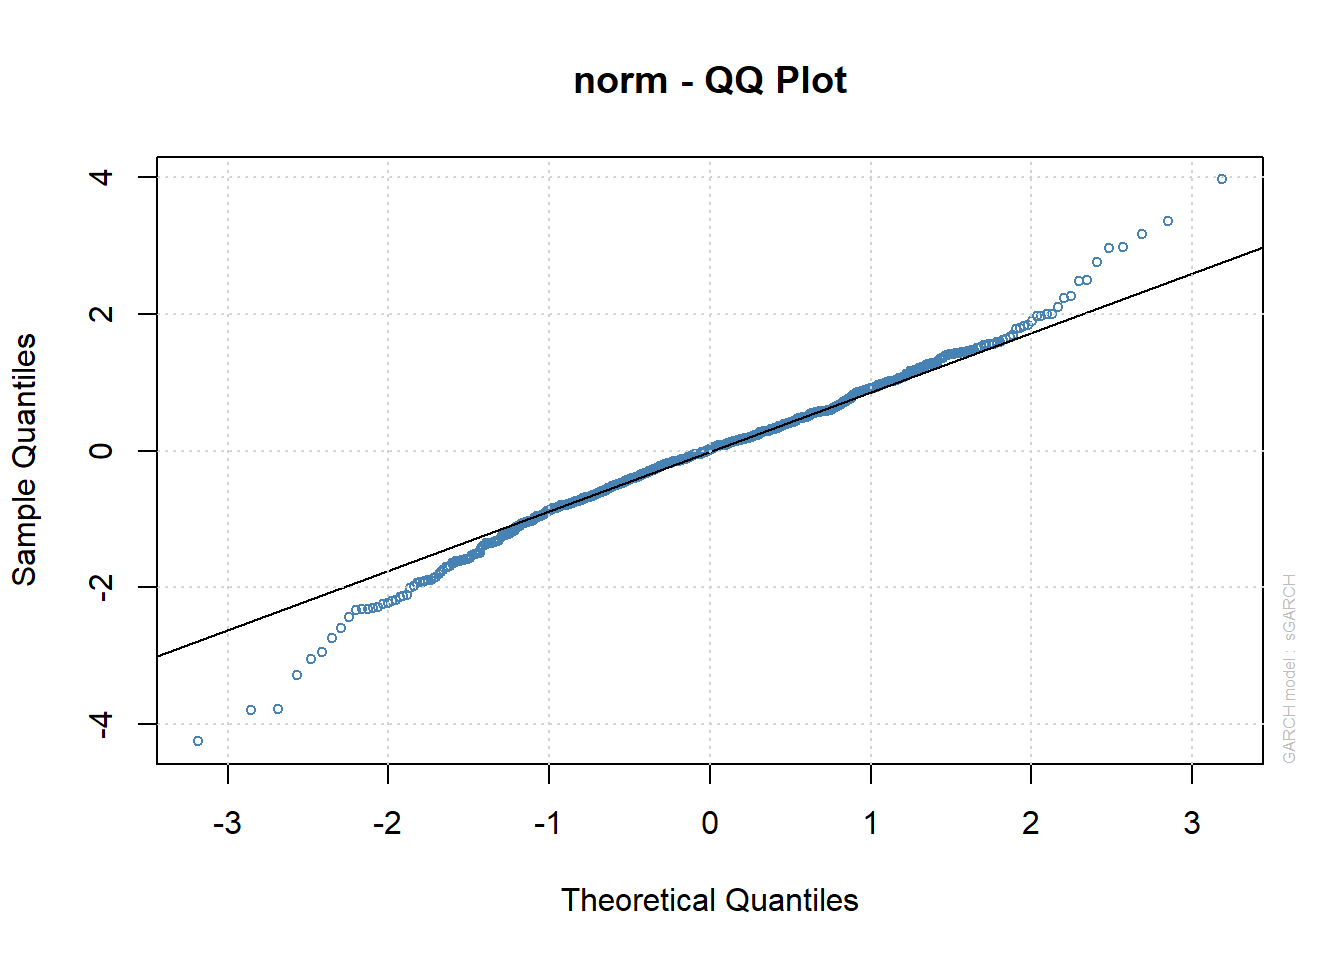 norm - QQ Plot
Sample Quantiles
4
2
0
-2
-4
-3 -2 -1 0 1 2 3
Theoretical Quantiles
GARCH model : sGARCH